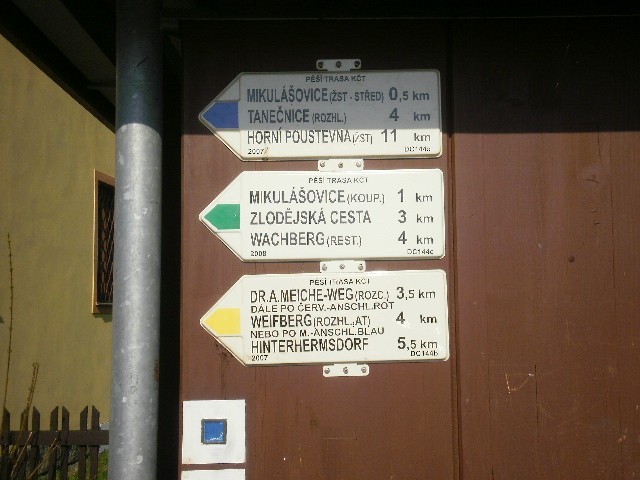 PĚŠÍ TRASA KČT
MIKULÁŠOVICE (ŽST - STŘED) 0,5 km
TANEČNICE (ROZHL.) 4 km
HORNÍ POUSTEVNA (ŽST) 11 km
2007 DC144e
PĚŠÍ TRASA KČT
MIKULÁŠOVICE (KOUP.) 1 km
ZLODĚJSKÁ CESTA 3 km
WACHBERG (REST.) 4 km
2008 DC144c
PĚŠÍ TRASA KČT
DR.A.MEICHE-WEG (ROZC.) 3,5 km
DÁLE PO ČERV.-ANSCHL.ROT
WEIFBERG (ROZHL.,AT) 4 km
NEBO PO M.-ANSCHL.BLAU
HINTERHERMSDORF 5,5 km
2007 DC144b